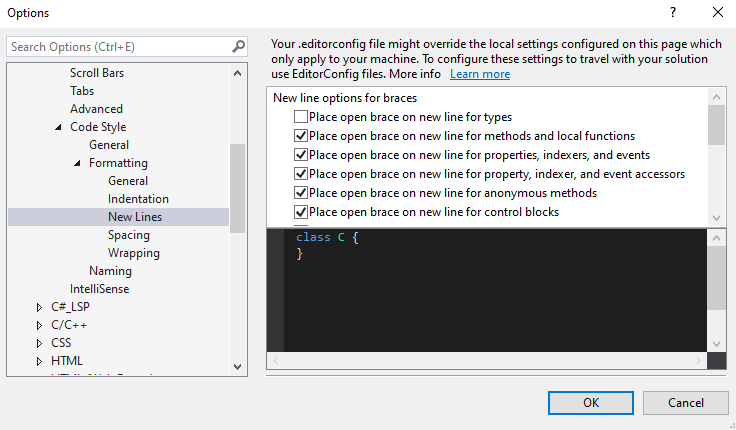 Options
Search Options (Ctrl+E)
Scroll Bars
Tabs
Advanced
Code Style
General
Formatting
General
Indentation
New Lines
Spacing
Wrapping
Naming
IntelliSense
C#_LSP
C/C++
CSS
HTML
Your .editorconfig file might override the local settings configured on this page which
only apply to your machine. To configure these settings to travel with your solution
use EditorConfig files. More info Learn more
New line options for braces
Place open brace on new line for types
Place open brace on new line for methods and local functions
Place open brace on new line for properties, indexers, and events
Place open brace on new line for property, indexer, and event accessors
Place open brace on new line for anonymous methods
Place open brace on new line for control blocks
class C {
}
OK
Cancel